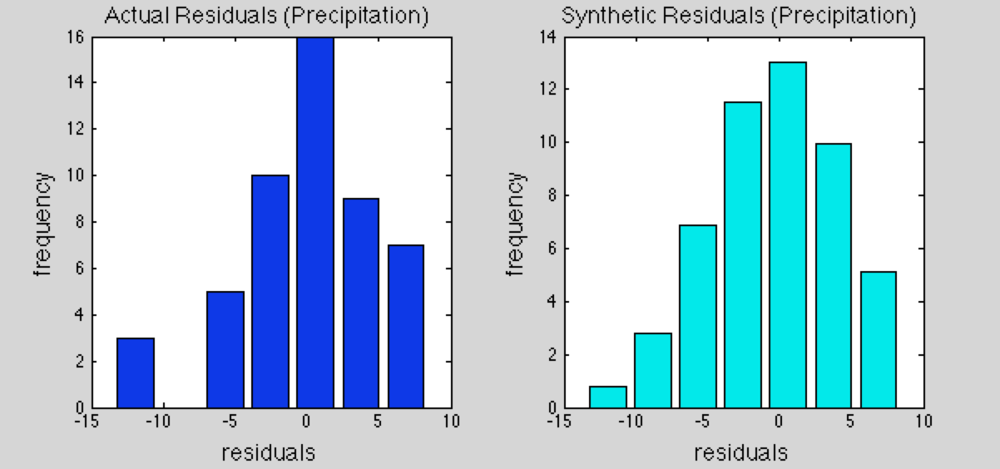 Actual Residuals (Precipitation)
16
14
12
10
8
6
4
2
0
frequency
-15 -10 -5 0 5 10
residuals
Synthetic Residuals (Precipitation)
14
12
10
8
6
4
2
0
frequency
-15 -10 -5 0 5 10
residuals